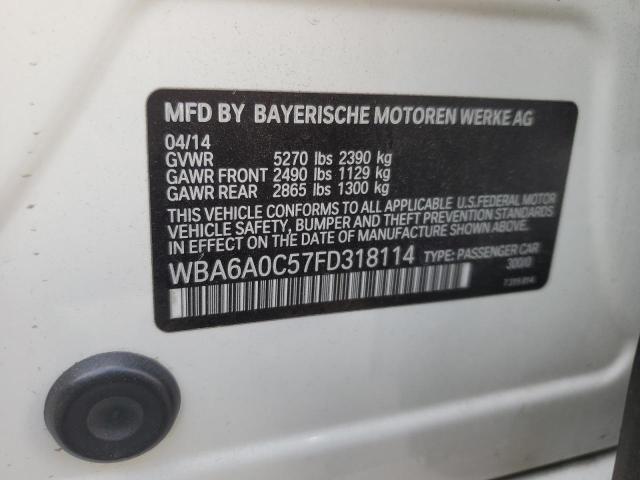 MFD BY BAYERISCHE MOTOREN WERKE AG
04/14
GVWR 5270 lbs 2390 kg
GAWR FRONT 2490 lbs 1129 kg
GAWR REAR 2865 lbs 1300 kg
THIS VEHICLE CONFORMS TO ALL APPLICABLE U.S.FEDERAL MOTOR
VEHICLE SAFETY, BUMPER AND THEFT PREVENTION STANDARDS
IN EFFECT ON THE DATE OF MANUFACTURE SHOWN ABOVE.
WBA6A0C57FD318114 TYPE: PASSENGER CAR
300/0